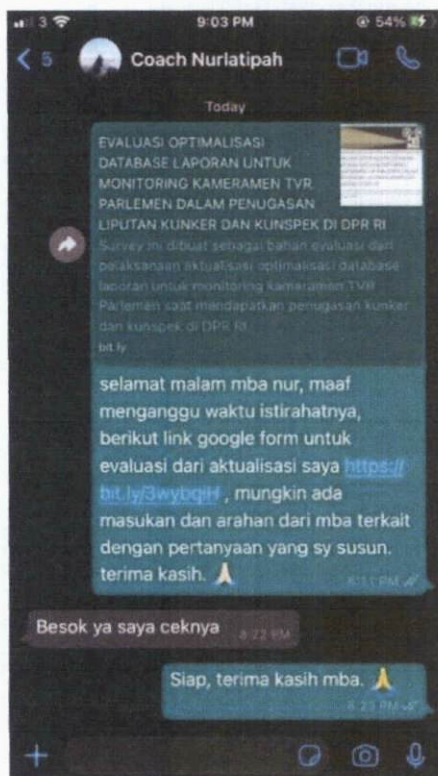 3 9:03 PM 54%
5 Coach Nurlatipah
Today
EVALUASI OPTIMALISASI
DATABASE LAPORAN UNTUK
MONITORING KAMERAMEN TVR
PARLEMEN DALAM PENUGASAN
LIPUTAN KUNKER DAN KUNSPEK DI DPR RI
Survey ini dibuat sebagai bahan evaluasi dari
pelaksanaan aktualisasi optimalisasi database
laporan untuk monitoring kameramen TVR
Parlemen saat mendapatkan penugasan kunker
dan kunspek di DPR RI
bit.ly
selamat malam mba nur, maaf
menganggu waktu istirahatnya,
berikut link google form untuk
evaluasi dari aktualisasi saya https://
bit.ly/3wybqiH , mungkin ada
masukan dan arahan dari mba terkait
dengan pertanyaan yang sy susun.
terima kasih. 🙏
Besok ya saya ceknya 8:22 PM
Siap, terima kasih mba. 🙏
8:23 PM